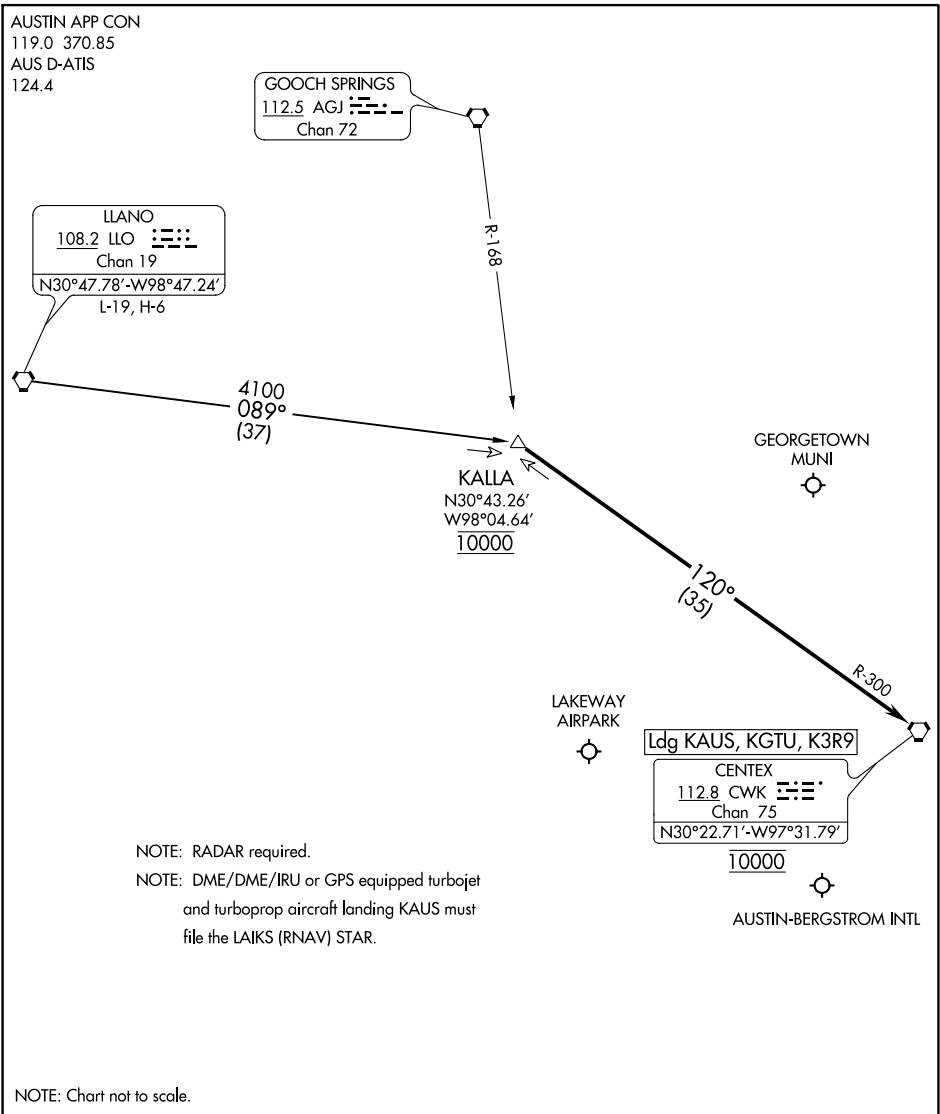 AUSTIN APP CON
119.0 370.85
AUS D-ATIS
124.4
GOOCH SPRINGS
112.5 AGJ
Chan 72
LLANO
108.2 LLO
Chan 19
N30°47.78'-W98°47.24'
L-19, H-6
R-168
4100
089°
(37)
KALLA
N30°43.26'
W98°04.64'
10000
GEORGETOWN
MUNI
120°
(35)
R-300
LAKEWAY
AIRPARK
Ldg KAUS, KGTU, K3R9
CENTEX
112.8 CWK
Chan 75
N30°22.71'-W97°31.79'
10000
AUSTIN-BERGSTROM INTL
NOTE: RADAR required.
NOTE: DME/DME/IRU or GPS equipped turbojet
and turboprop aircraft landing KAUS must
file the LAIKS (RNAV) STAR.
NOTE: Chart not to scale.